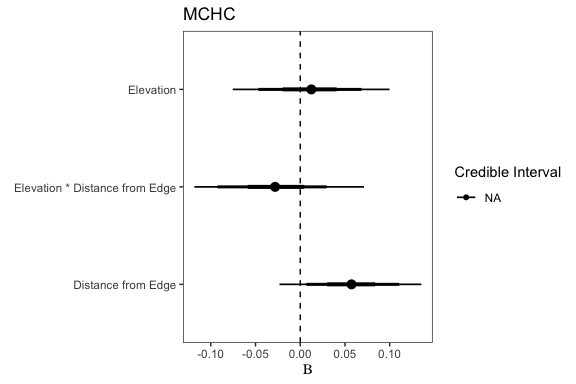 MCHC
Elevation
Elevation * Distance from Edge
Distance from Edge
-0.10 -0.05 0.00 0.05 0.10
B
Credible Interval
NA